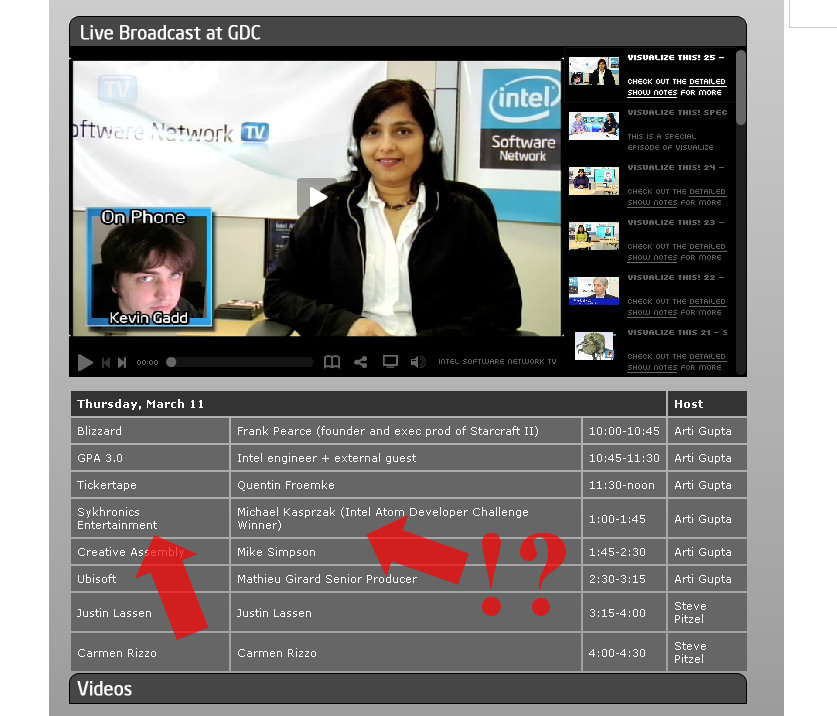 Live Broadcast at GDC
TV
oftware Network TV
intel
Software
Network
On Phone
Kevin Gadd
VISUALIZE THIS! 25 –
CHECK OUT THE DETAILED
SHOW NOTES FOR MORE
VISUALIZE THIS! SPEC
THIS IS A SPECIAL
EPISODE OF VISUALIZE
VISUALIZE THIS! 24 –
CHECK OUT THE DETAILED
SHOW NOTES FOR MORE
VISUALIZE THIS! 23 –
CHECK OUT THE DETAILED
SHOW NOTES FOR MORE
VISUALIZE THIS! 22 –
CHECK OUT THE DETAILED
SHOW NOTES FOR MORE
VISUALIZE THIS 21 – S
CHECK OUT THE DETAILED
SHOW NOTES FOR MORE
00:00
INTEL SOFTWARE NETWORK TV
Thursday, March 11 Host
Blizzard Frank Pearce (founder and exec prod of Starcraft II) 10:00-10:45 Arti Gupta
GPA 3.0 Intel engineer + external guest 10:45-11:30 Arti Gupta
Tickertape Quentin Froemke 11:30-noon Arti Gupta
Sykhronics
Entertainment
Michael Kasprzak (Intel Atom Developer Challenge
Winner)
1:00-1:45 Arti Gupta
Creative Assembly Mike Simpson 1:45-2:30 Arti Gupta
Ubisoft Mathieu Girard Senior Producer 2:30-3:15 Arti Gupta
!?
Justin Lassen Justin Lassen 3:15-4:00
Steve
Pitzel
Carmen Rizzo Carmen Rizzo 4:00-4:30
Steve
Pitzel
Videos